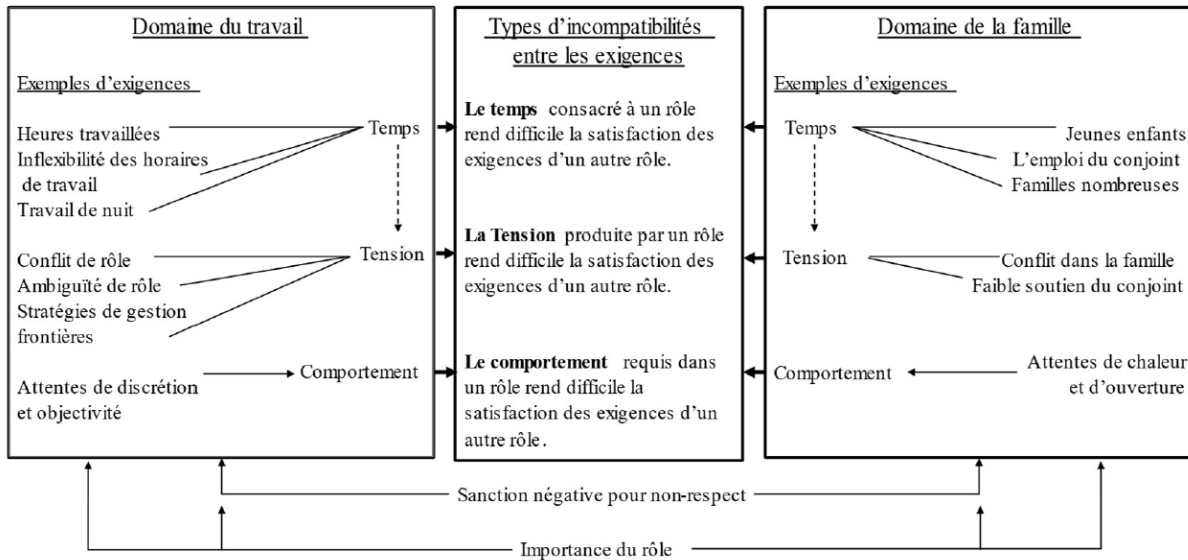 Domaine du travail
Exemples d'exigences
Heures travaillées
Inflexibilité des horaires
de travail
Travail de nuit
Temps
Conflit de rôle
Ambiguïté de rôle
Stratégies de gestion
frontières
Tension
Attentes de discrétion
et objectivité
Comportement
Types d'incompatibilités
entre les exigences
Le temps consacré à un rôle
rend difficile la satisfaction des
exigences d'un autre rôle.
La Tension produite par un rôle
rend difficile la satisfaction des
exigences d'un autre rôle.
Le comportement requis dans
un rôle rend difficile la
satisfaction des exigences d'un
autre rôle.
Domaine de la famille
Exemples d'exigences
Temps
Jeunes enfants
L'emploi du conjoint
Familles nombreuses
Tension
Conflit dans la famille
Faible soutien du conjoint
Comportement
Attentes de chaleur
et d'ouverture
Sanction négative pour non-respect
Importance du rôle